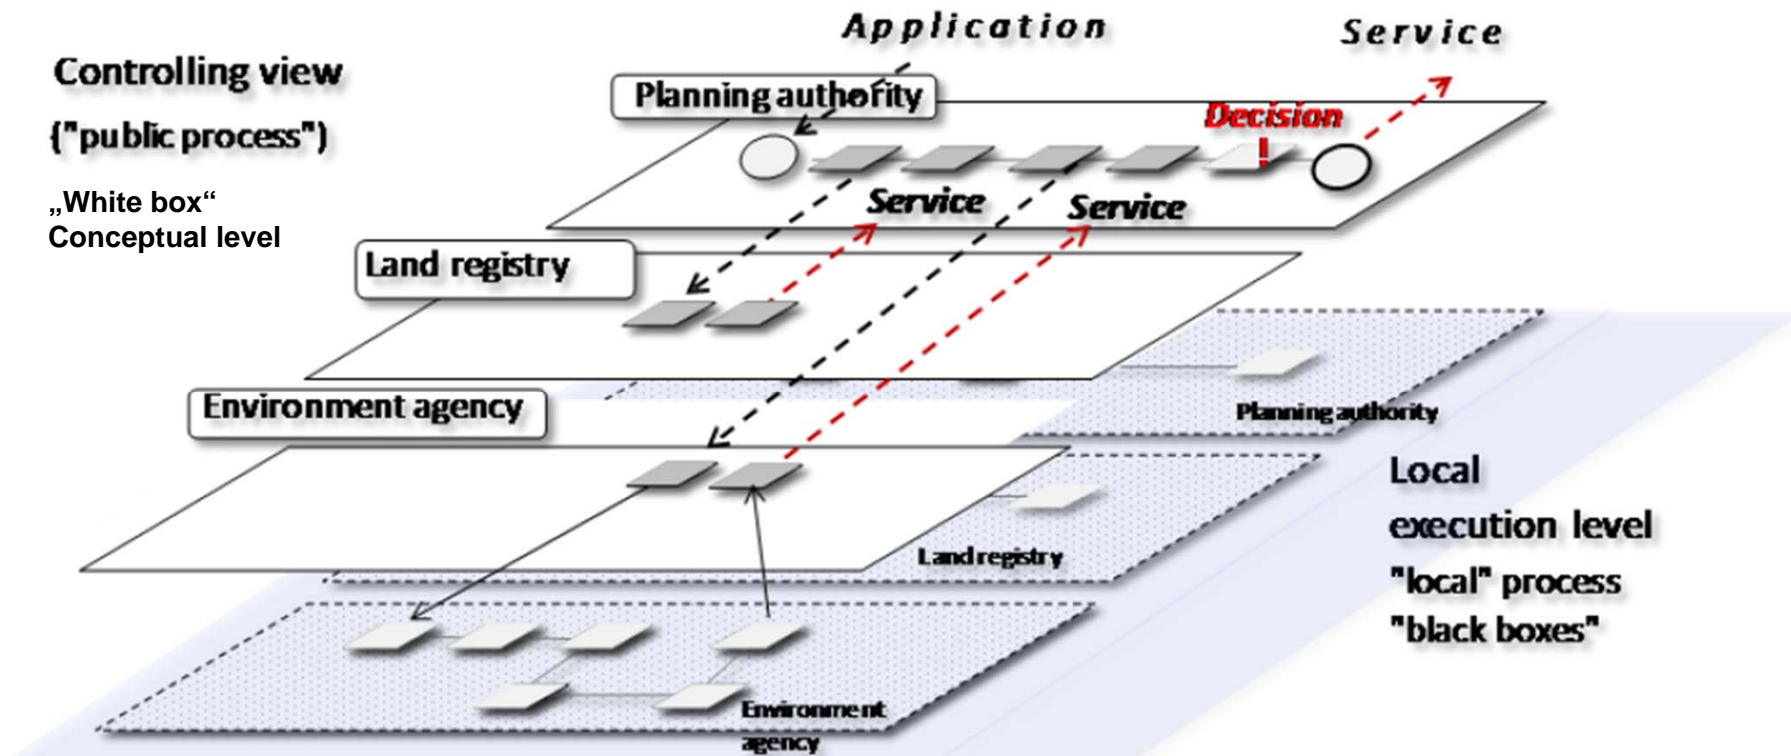 Application
Service
Controlling view
("public process")
„White box“
Conceptual level
Planning authority
Decision
!
Service
Service
Land registry
Environment agency
Planning authority
Land registry
Environment
agency
Local
execution level
"local" process
"black boxes"